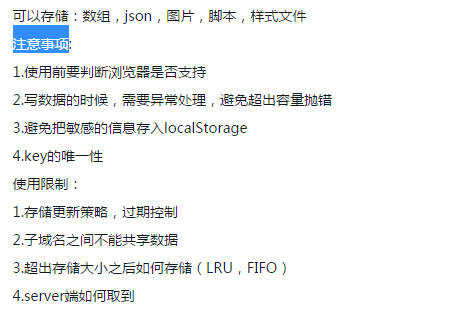 可以存储：数组，json，图片，脚本，样式文件
注意事项:
1.使用前要判断浏览器是否支持
2.写数据的时候，需要异常处理，避免超出容量抛错
3.避免把敏感的信息存入localStorage
4.key的唯一性
使用限制：
1.存储更新策略，过期控制
2.子域名之间不能共享数据
3.超出存储大小之后如何存储（LRU，FIFO）
4.server端如何取到